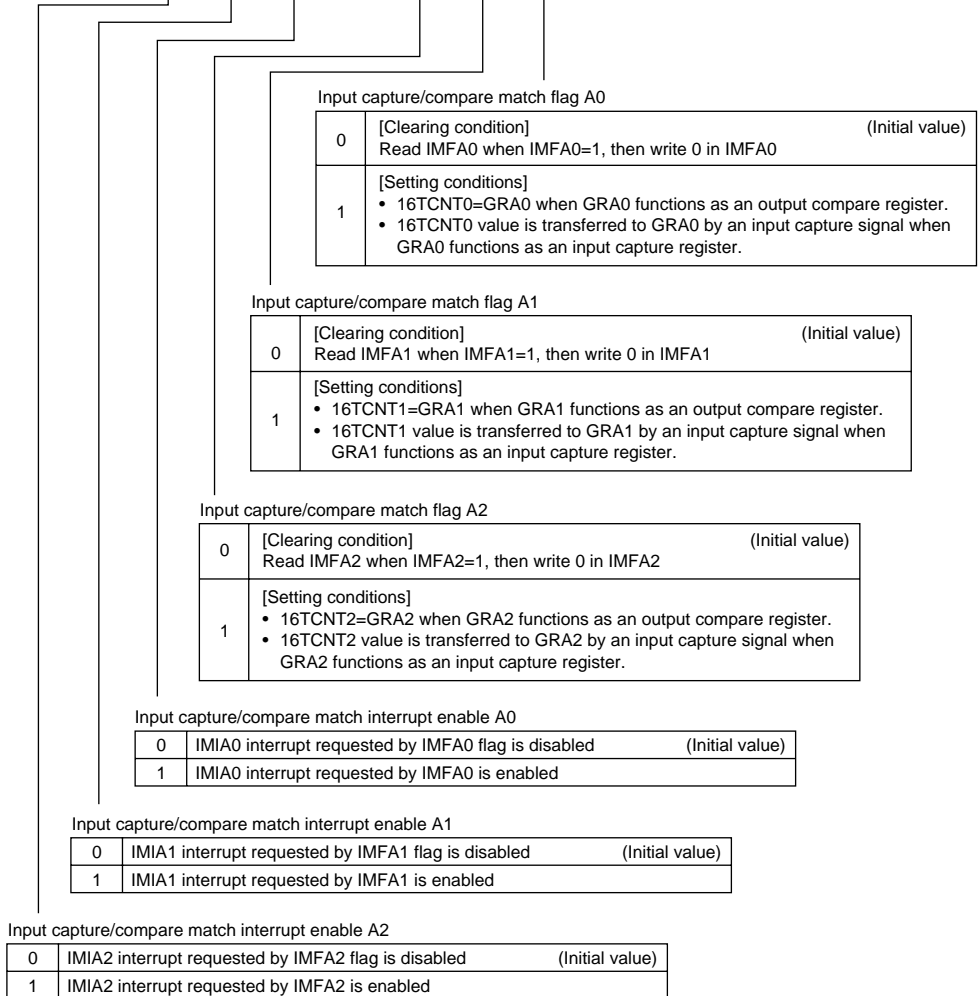 Input capture/compare match flag A0
0 [Clearing condition] (Initial value)
Read IMFA0 when IMFA0=1, then write 0 in IMFA0
1 [Setting conditions]
• 16TCNT0=GRA0 when GRA0 functions as an output compare register.
• 16TCNT0 value is transferred to GRA0 by an input capture signal when
GRA0 functions as an input capture register.
Input capture/compare match flag A1
0 [Clearing condition] (Initial value)
Read IMFA1 when IMFA1=1, then write 0 in IMFA1
1 [Setting conditions]
• 16TCNT1=GRA1 when GRA1 functions as an output compare register.
• 16TCNT1 value is transferred to GRA1 by an input capture signal when
GRA1 functions as an input capture register.
Input capture/compare match flag A2
0 [Clearing condition] (Initial value)
Read IMFA2 when IMFA2=1, then write 0 in IMFA2
1 [Setting conditions]
• 16TCNT2=GRA2 when GRA2 functions as an output compare register.
• 16TCNT2 value is transferred to GRA2 by an input capture signal when
GRA2 functions as an input capture register.
Input capture/compare match interrupt enable A0
0 IMIA0 interrupt requested by IMFA0 flag is disabled (Initial value)
1 IMIA0 interrupt requested by IMFA0 is enabled
Input capture/compare match interrupt enable A1
0 IMIA1 interrupt requested by IMFA1 flag is disabled (Initial value)
1 IMIA1 interrupt requested by IMFA1 is enabled
Input capture/compare match interrupt enable A2
0 IMIA2 interrupt requested by IMFA2 flag is disabled (Initial value)
1 IMIA2 interrupt requested by IMFA2 is enabled